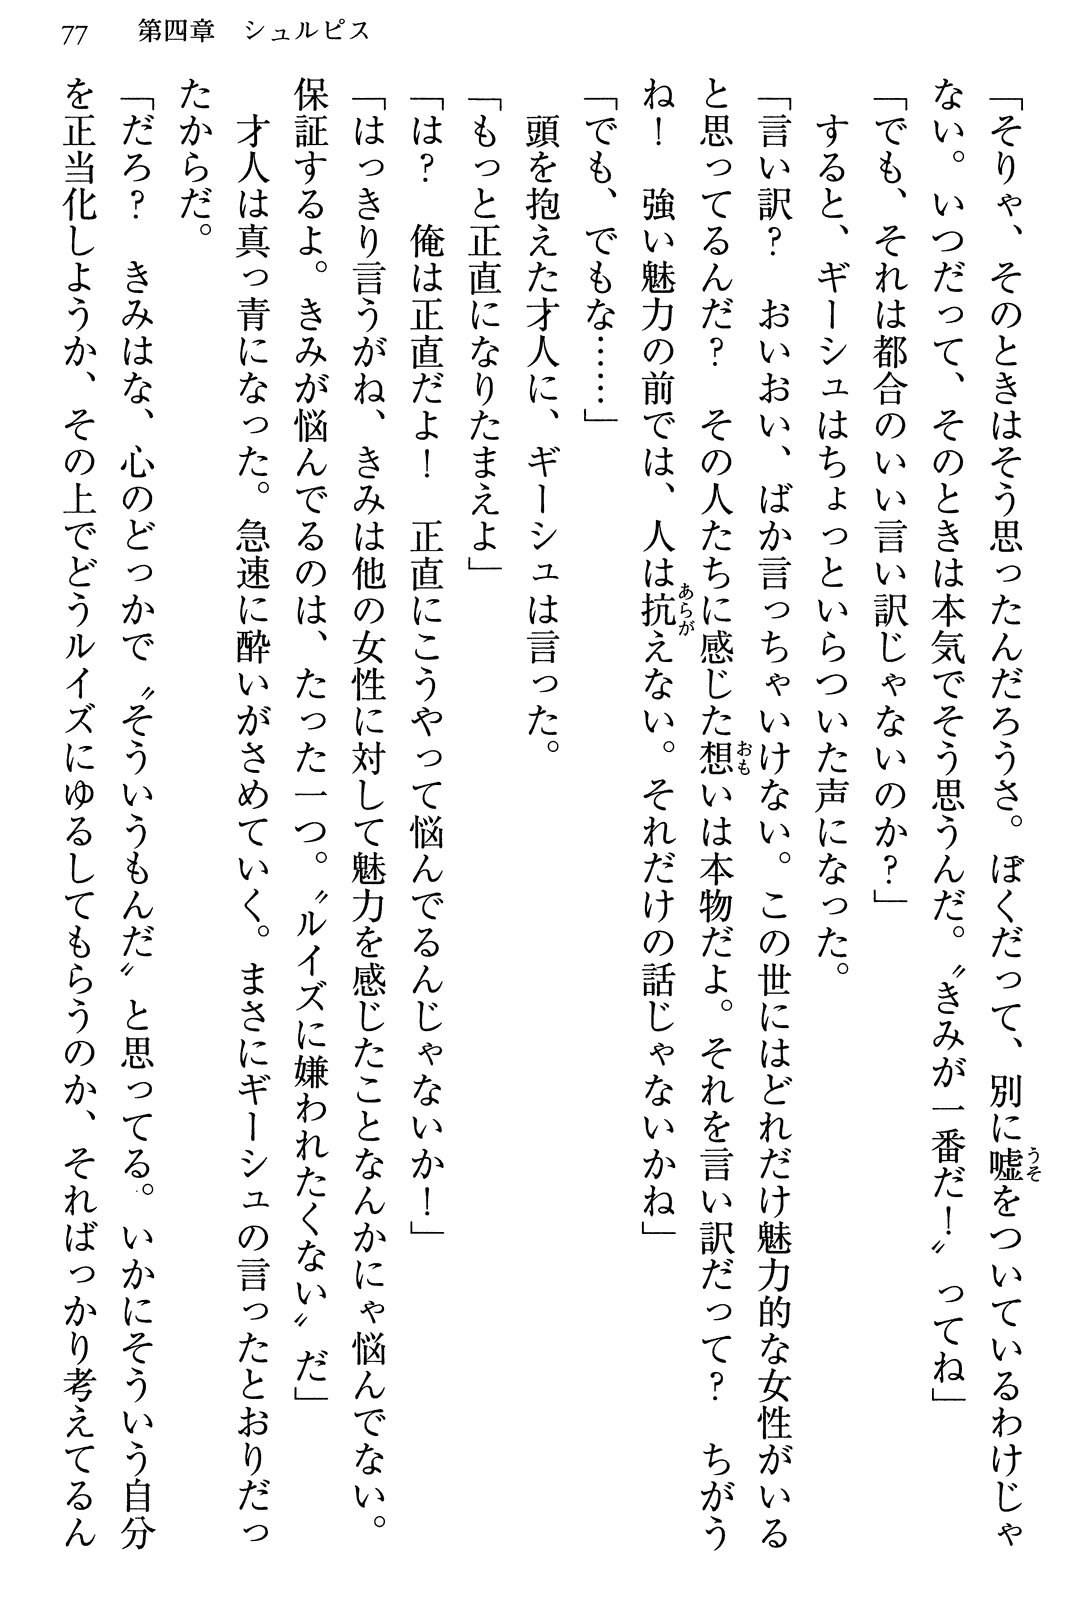 77　第四章　シュルピス
「そりゃ、そのときはそう思ったんだろうさ。ぼくだって、別に嘘をついているわけじゃ
ない。いつだって、そのときは本気でそう思うんだ。〝きみが一番だ！〟ってね」
「でも、それは都合のいい言い訳じゃないのか？」
　すると、ギーシュはちょっといらついた声になった。
「言い訳？　おいおい、ばか言っちゃいけない。この世にはどれだけ魅力的な女性がいる
と思ってるんだ？　その人たちに感じた想いは本物だよ。それを言い訳だって？　ちがう
ね！　強い魅力の前では、人は抗えない。それだけの話じゃないかね」
「でも、でもな……」
　頭を抱えた才人に、ギーシュは言った。
「もっと正直になりたまえよ」
「は？　俺は正直だよ！　正直にこうやって悩んでるんじゃないか！」
「はっきり言うがね、きみは他の女性に対して魅力を感じたことなんかにゃ悩んでない。
保証するよ。きみが悩んでるのは、たった一つ。〝ルイズに嫌われたくない〟だ」
　才人は真っ青になった。急速に酔いがさめていく。まさにギーシュの言ったとおりだっ
たからだ。
「だろ？　きみはな、心のどっかで〝そういうもんだ〟と思ってる。いかにそういう自分
を正当化しようか、その上でどうルイズにゆるしてもらうのか、そればっかり考えてるん